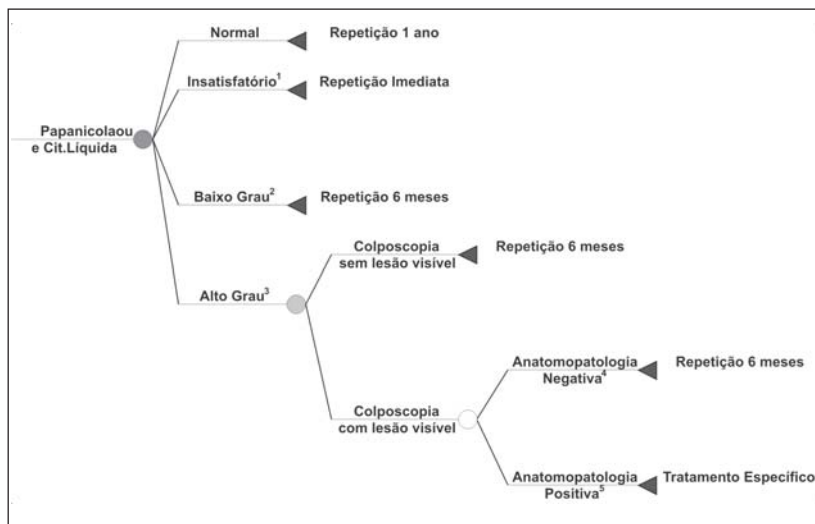 Normal
Repetição 1 ano
Insatisfatório1
Repetição Imediata
Papanicolaou
e Cit.Líquida
Baixo Grau2
Repetição 6 meses
Colposcopia
sem lesão visível
Repetição 6 meses
Alto Grau3
Anatomopatologia
Negativa4
Repetição 6 meses
Colposcopia
com lesão visível
Anatomopatologia
Positiva5
Tratamento Específico